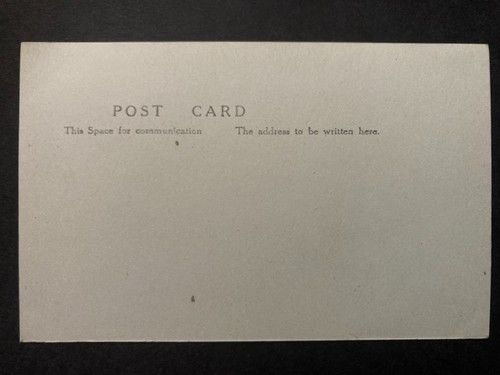 POST CARD
This Space for communication The address to be written here.